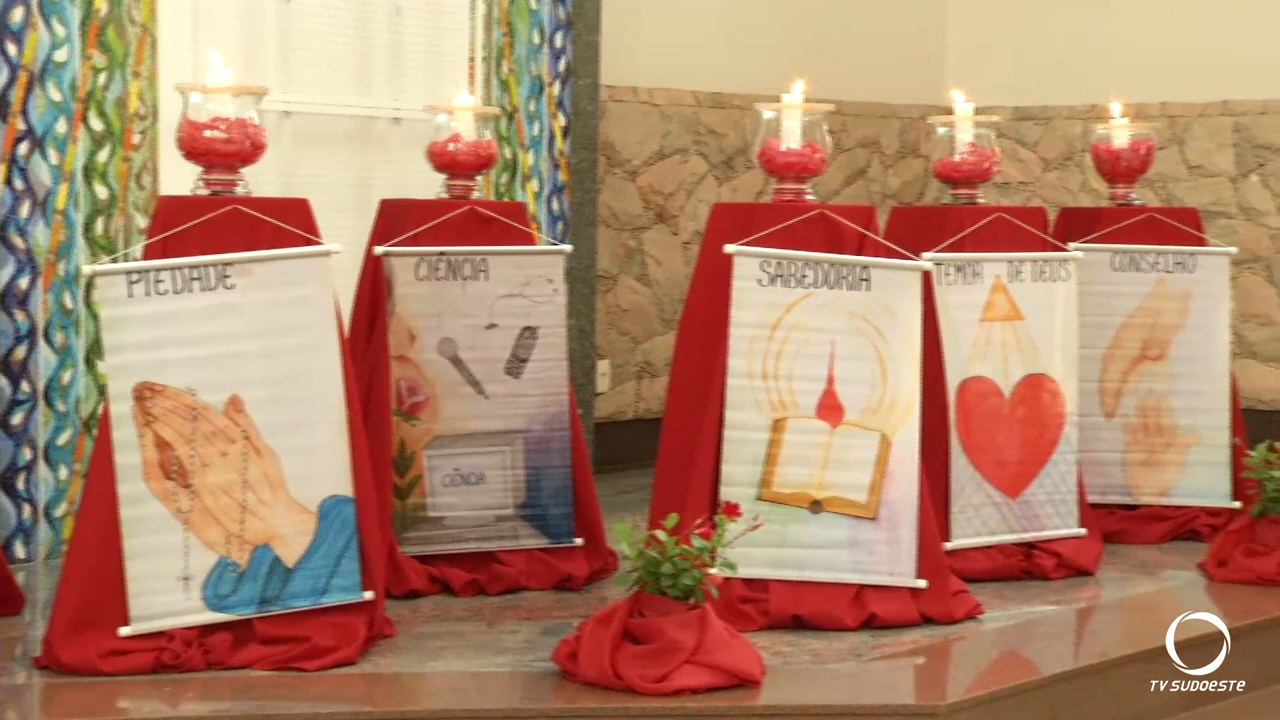 PIEDADE
CIÊNCIA
CIÊNCIA
SABEDORIA
TEMOR DE DEUS
CONSELHO
TV SUDOESTE